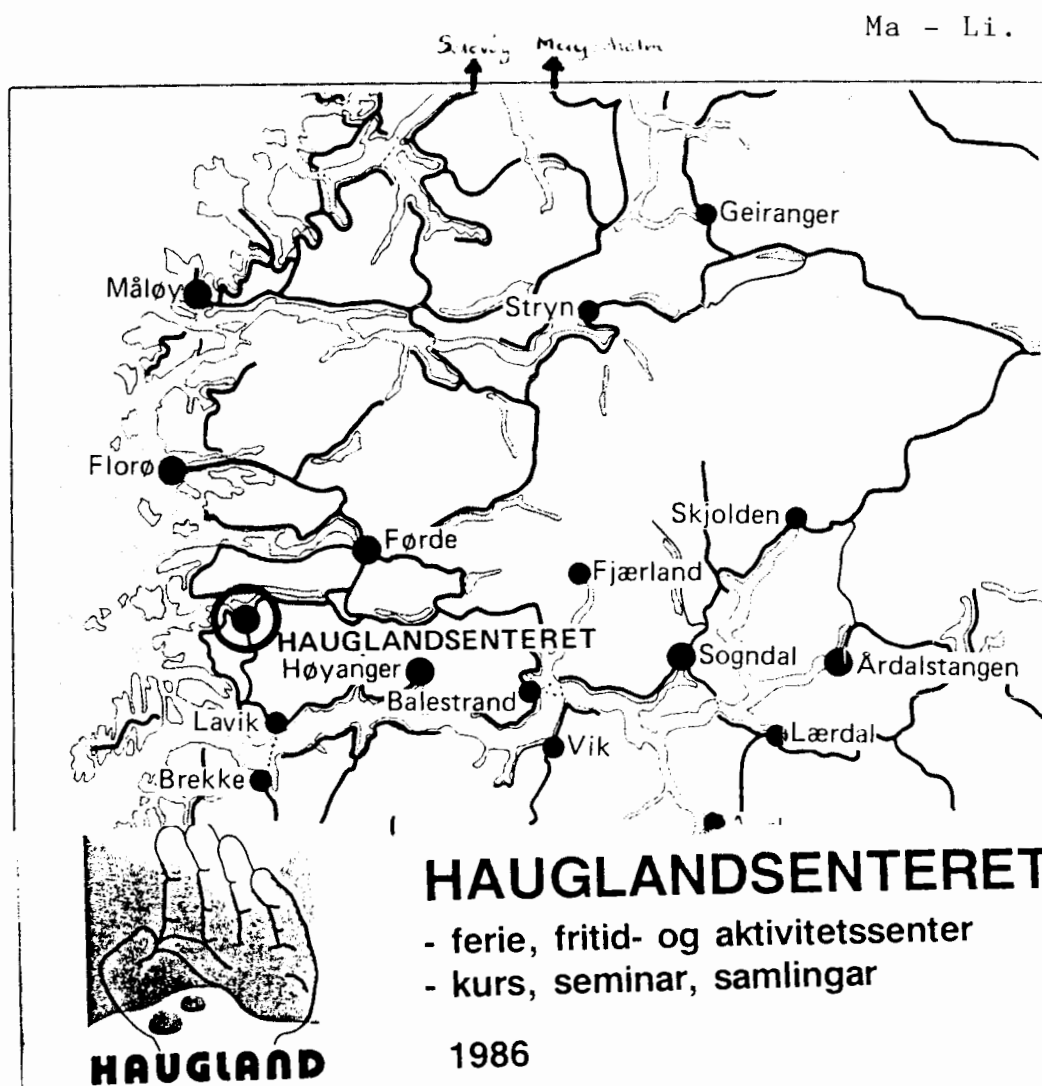 Ma - Li.
Geiranger
Måløy
Stryn
Florø
Skjolden
Førde
Fjærland
HAUGLANDSENTERET
Sogndal
Høyanger
Årdalstangen
Balestrand
Lavik
Lærdal
Vik
Brekke
HAUGLANDSENTERET
- ferie, fritid- og aktivitetssenter
- kurs, seminar, samlingar
1986
HAUGLAND